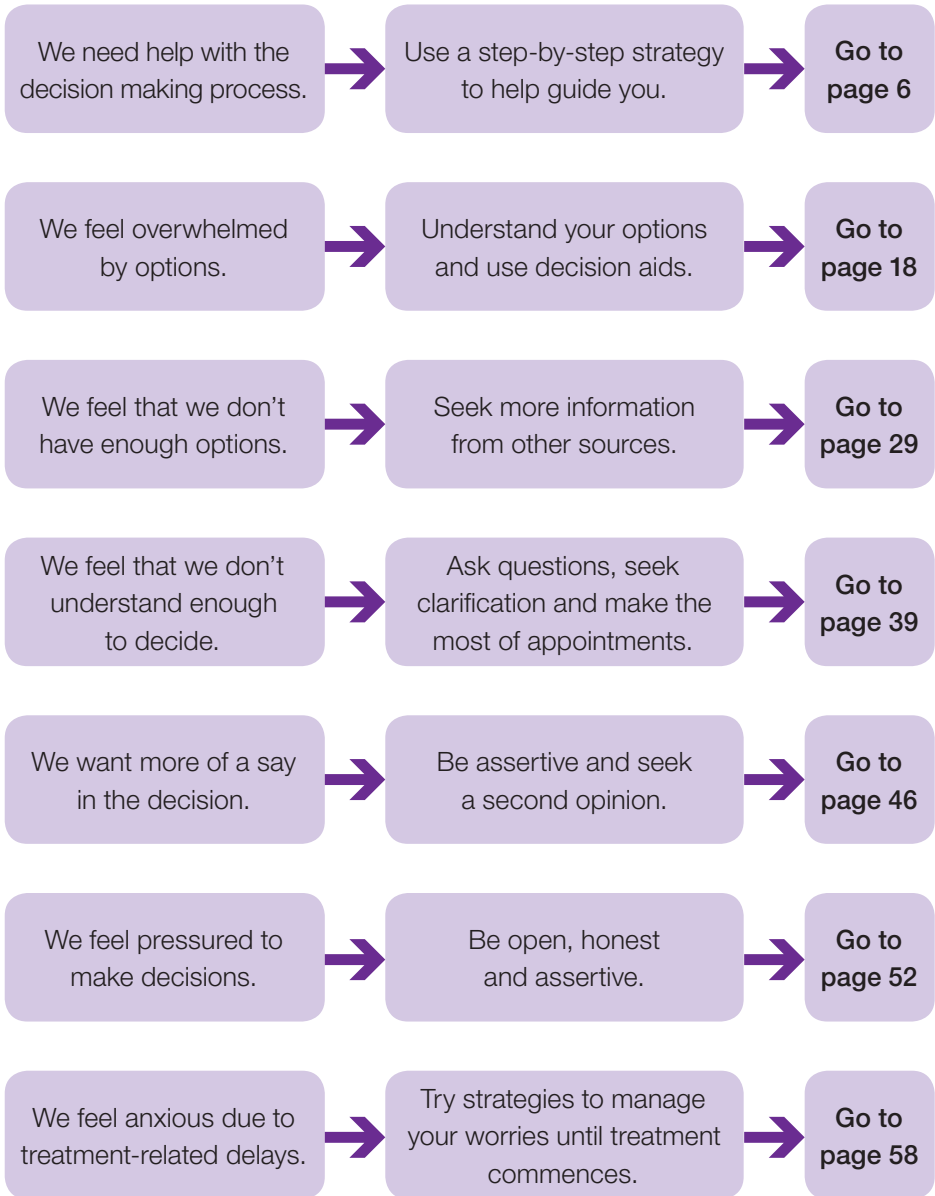 We need help with the
decision making process.
Use a step-by-step strategy
to help guide you.
Go to
page 6
We feel overwhelmed
by options.
Understand your options
and use decision aids.
Go to
page 18
We feel that we don't
have enough options.
Seek more information
from other sources.
Go to
page 29
We feel that we don't
understand enough
to decide.
Ask questions, seek
clarification and make the
most of appointments.
Go to
page 39
We want more of a say
in the decision.
Be assertive and seek
a second opinion.
Go to
page 46
We feel pressured to
make decisions.
Be open, honest
and assertive.
Go to
page 52
We feel anxious due to
treatment-related delays.
Try strategies to manage
your worries until treatment
commences.
Go to
page 58